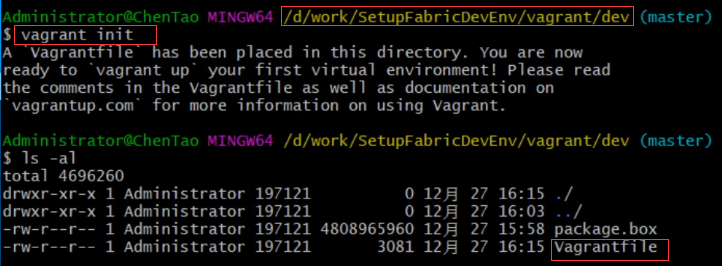 Administrator@ChenTao MINGW64 /d/work/SetupFabricDevEnv/vagrant/dev (master)
$ vagrant init
A `Vagrantfile` has been placed in this directory. You are now
ready to `vagrant up` your first virtual environment! Please read
the comments in the Vagrantfile as well as documentation on
`vagrantup.com` for more information on using Vagrant.
Administrator@ChenTao MINGW64 /d/work/SetupFabricDevEnv/vagrant/dev (master)
$ ls -al
total 4696260
drwxr-xr-x 1 Administrator 197121 0 12月 27 16:15 ./
drwxr-xr-x 1 Administrator 197121 0 12月 27 16:03 ../
-rw-r--r-- 1 Administrator 197121 4808965960 12月 27 15:58 package.box
-rw-r--r-- 1 Administrator 197121 3081 12月 27 16:15 Vagrantfile